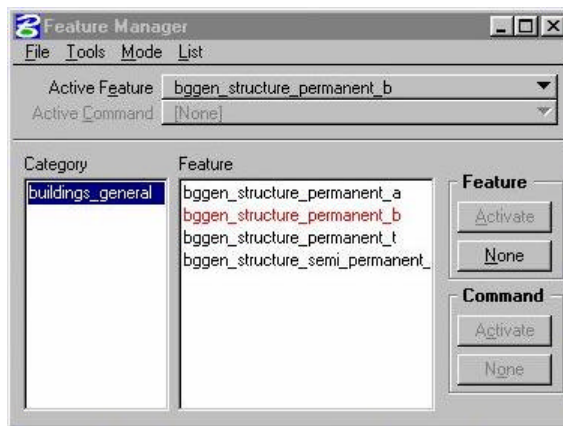 Feature Manager
File Tools Mode List
Active Feature bggen_structure_permanent_b
Active Command [None]
Category Feature
buildings_general
bggen_structure_permanent_a
bggen_structure_permanent_b
bggen_structure_permanent_t
bggen_structure_semi_permanent_
Feature
Activate
None
Command
Activate
None